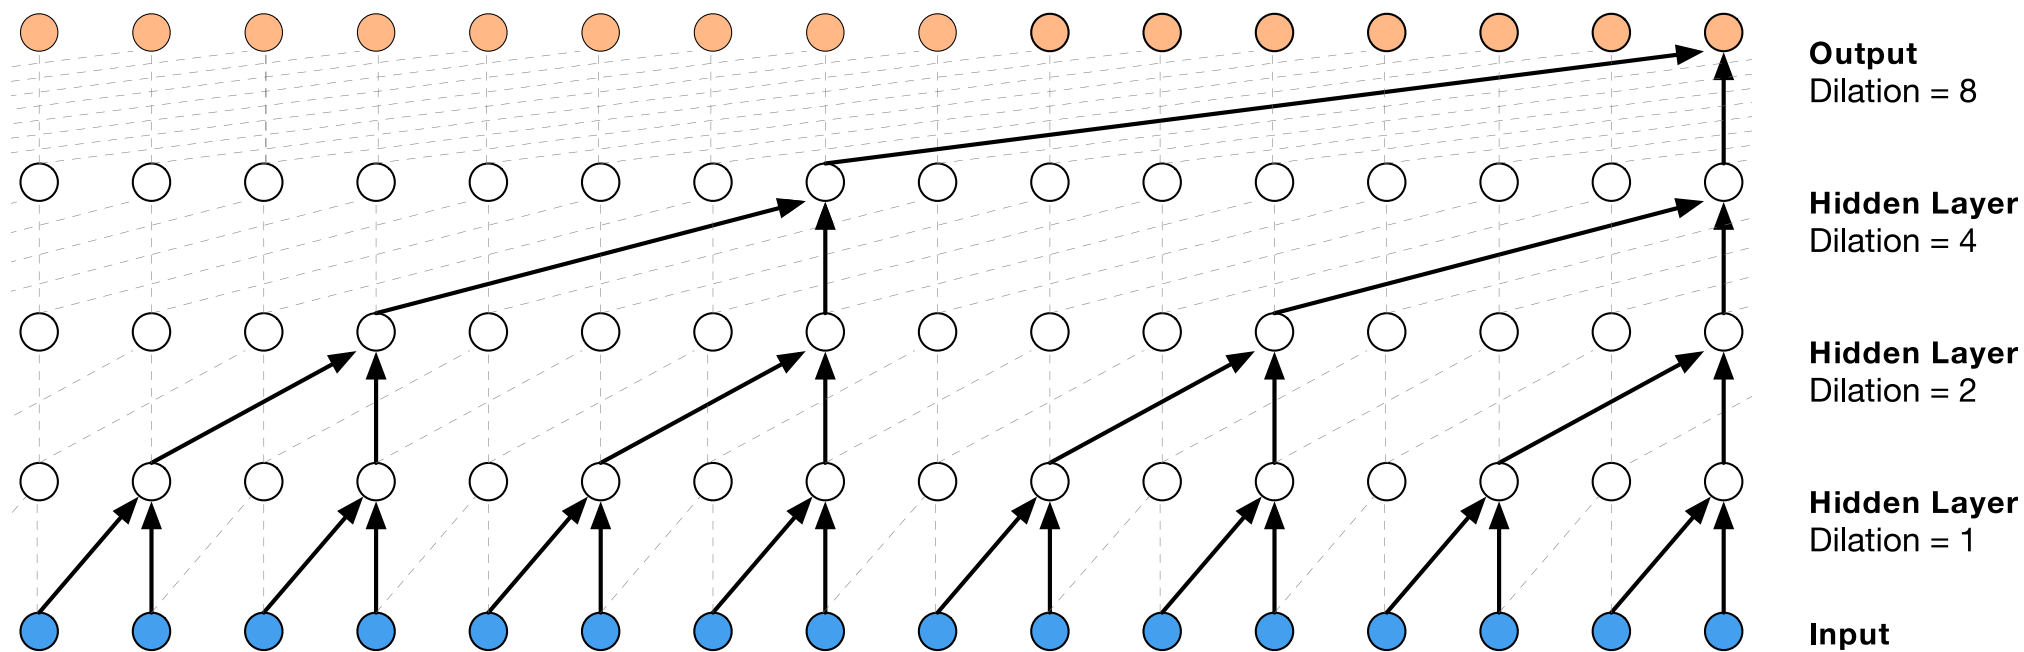 Output
Dilation = 8
Hidden Layer
Dilation = 4
Hidden Layer
Dilation = 2
Hidden Layer
Dilation = 1
Input